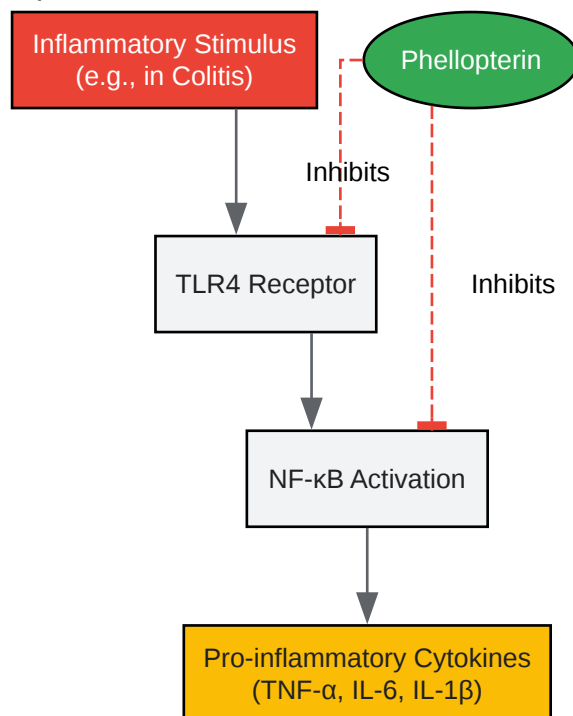 Inflammatory Stimulus
(e.g., in Colitis)
Phellopterin
Inhibits
TLR4 Receptor
Inhibits
NF-κB Activation
Pro-inflammatory Cytokines
(TNF-α, IL-6, IL-1β)